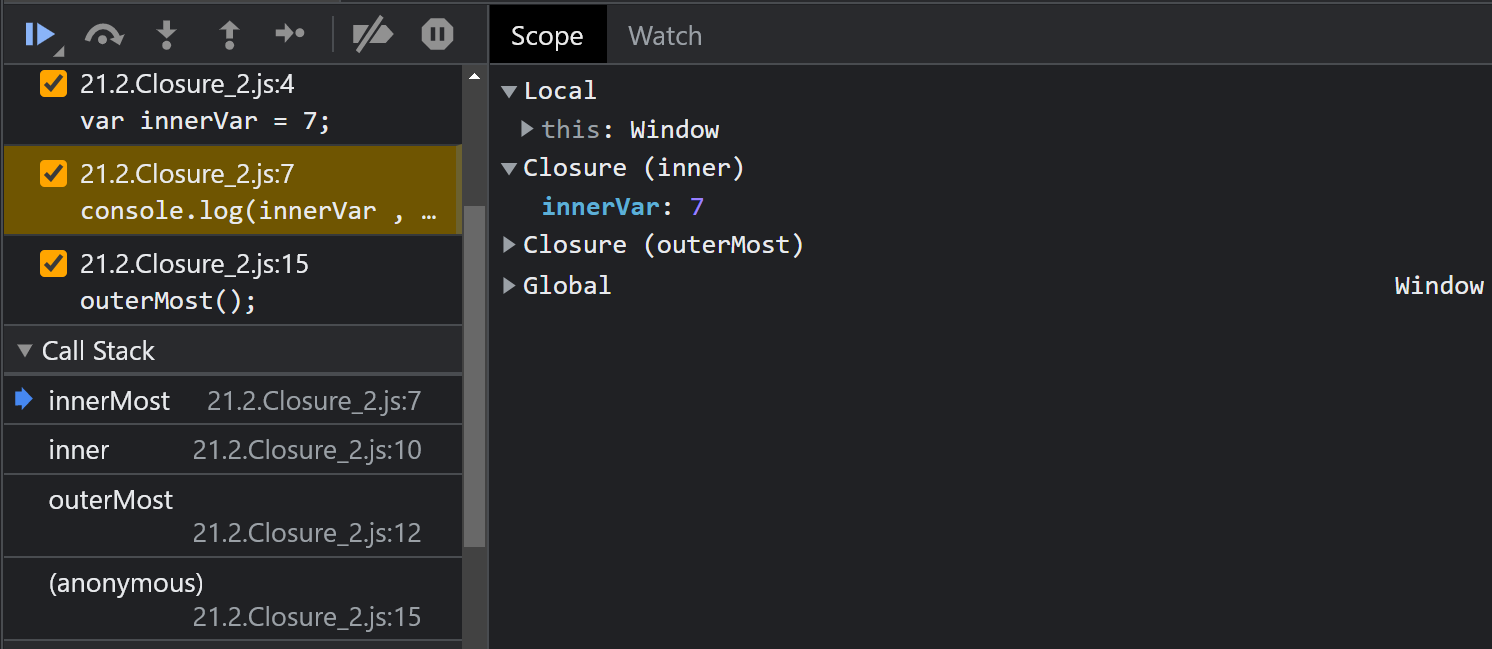 21.2.Closure_2.js:4
var innerVar = 7;
21.2.Closure_2.js:7
console.log(innerVar , …
21.2.Closure_2.js:15
outerMost();
Call Stack
innerMost 21.2.Closure_2.js:7
inner 21.2.Closure_2.js:10
outerMost
21.2.Closure_2.js:12
(anonymous)
21.2.Closure_2.js:15
Scope Watch
Local
this: Window
Closure (inner)
innerVar: 7
Closure (outerMost)
Global Window